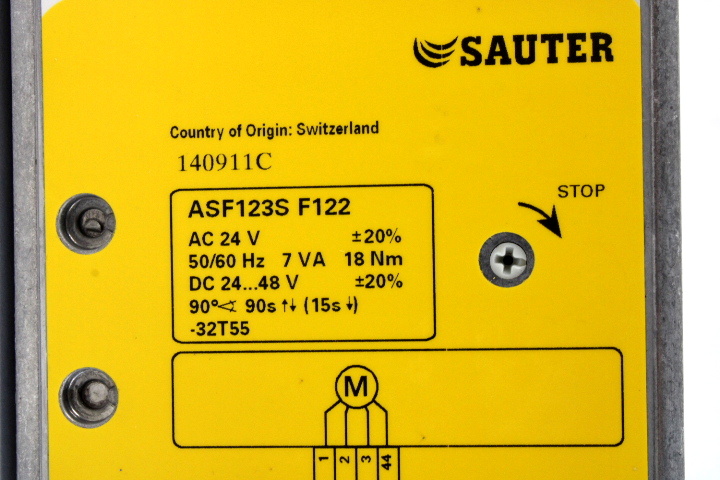 SAUTER
Country of Origin: Switzerland
140911C
STOP
ASF123S F122
AC 24 V ±20%
50/60 Hz 7 VA 18 Nm
DC 24...48 V ±20%
90°∢ 90s ↑↓ (15s ↓)
-32T55
M
1 2 3 44